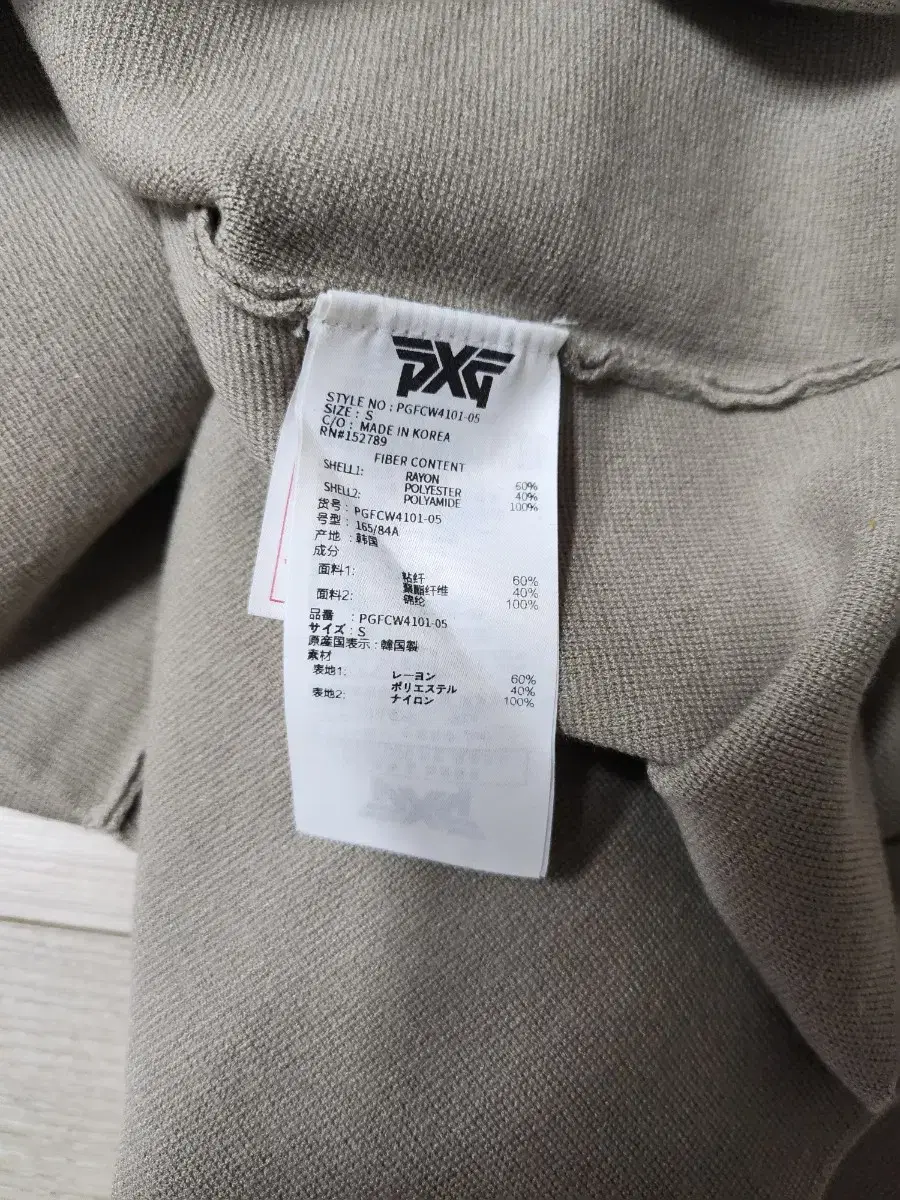 PXG
STYLE NO : PGFCW4101-05
SIZE : S
C/O : MADE IN KOREA
RN#152789
FIBER CONTENT
SHELL1: RAYON 60%
POLYESTER 40%
SHELL2: POLYAMIDE 100%
货号 : PGFCW4101-05
号型 : 165/84A
产地 : 韩国
成分
面料1: 粘纤 60%
聚酯纤维 40%
面料2: 锦纶 100%
品番 : PGFCW4101-05
サイズ : S
原産国表示 : 韓国製
素材
表地1: レーヨン 60%
ポリエステル 40%
表地2: ナイロン 100%